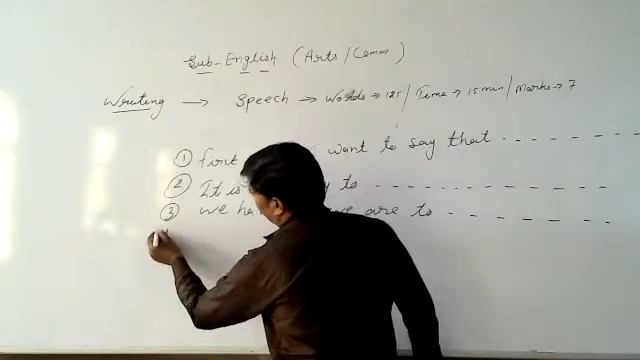 Sub-English (Arts/Comm)
Writing → Speech → Words → 125 / Time → 15 min / Marks → 7
① first want to say that - - - - - - - -
② It is to - - - - - - - - - - -
③ we ha are to - - - - - - -